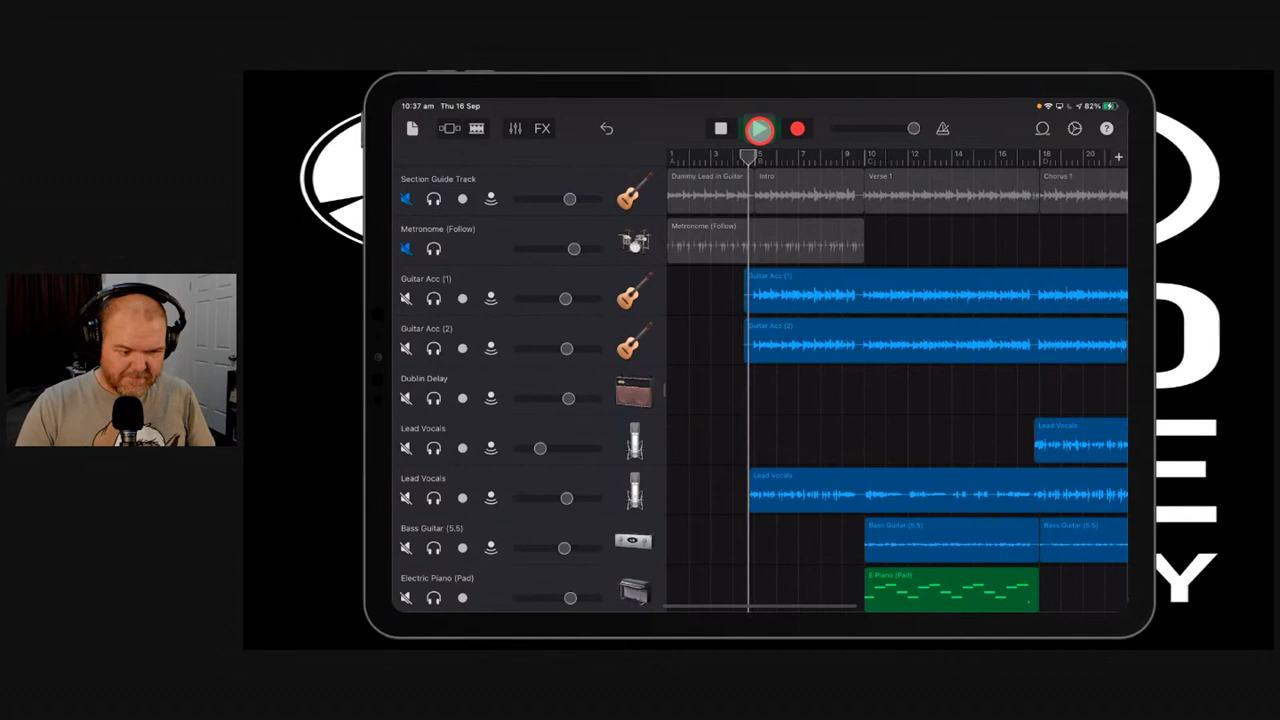 10:37 am Thu 16 Sep
82%
FX
1 3 5 7 9 10 12 14 16 18 20
A B C D
Section Guide Track
Dummy Lead in Guitar Intro Verse 1 Chorus 1
Metronome (Follow)
Metronome (Follow)
Guitar Acc (1)
Guitar Acc (1)
Guitar Acc (2)
Guitar Acc (2)
Dublin Delay
Lead Vocals
Lead Vocals
Lead Vocals
Lead Vocals
Bass Guitar (5.5)
Bass Guitar (5.5) Bass Guitar (5.5)
Electric Piano (Pad)
E Piano (Pad)